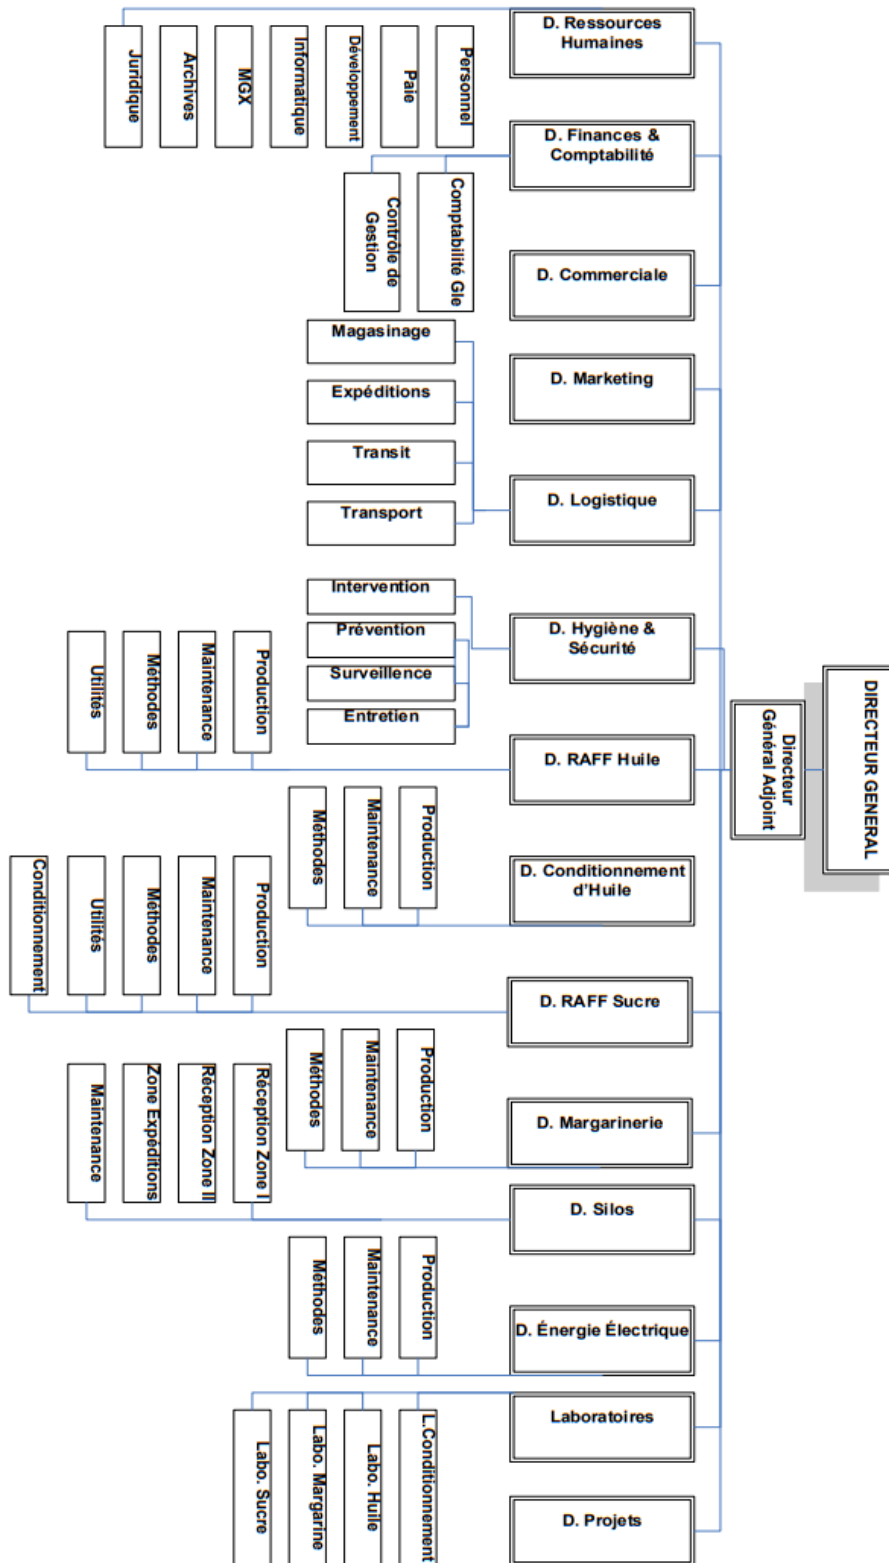 DIRECTEUR GENERAL
Directeur
Général Adjoint
D. Ressources
Humaines
Personnel
Paie
Développement
Informatique
MGX
Archives
Juridique
D. Finances &
Comptabilité
Comptabilité Gle
Contrôle de
Gestion
D. Commerciale
D. Marketing
D. Logistique
Magasinage
Expéditions
Transit
Transport
D. Hygiène &
Sécurité
Intervention
Prévention
Surveillence
Entretien
D. RAFF Huile
Production
Maintenance
Méthodes
Utilités
D. Conditionnement
d'Huile
Production
Maintenance
Méthodes
D. RAFF Sucre
Production
Maintenance
Méthodes
Utilités
Conditionnement
D. Margarinerie
Production
Maintenance
Méthodes
D. Silos
Réception Zone I
Réception Zone II
Zone Expéditions
Maintenance
D. Énergie Électrique
Production
Maintenance
Méthodes
Laboratoires
L.Conditionnement
Labo. Huile
Labo. Margarine
Labo. Sucre
D. Projets